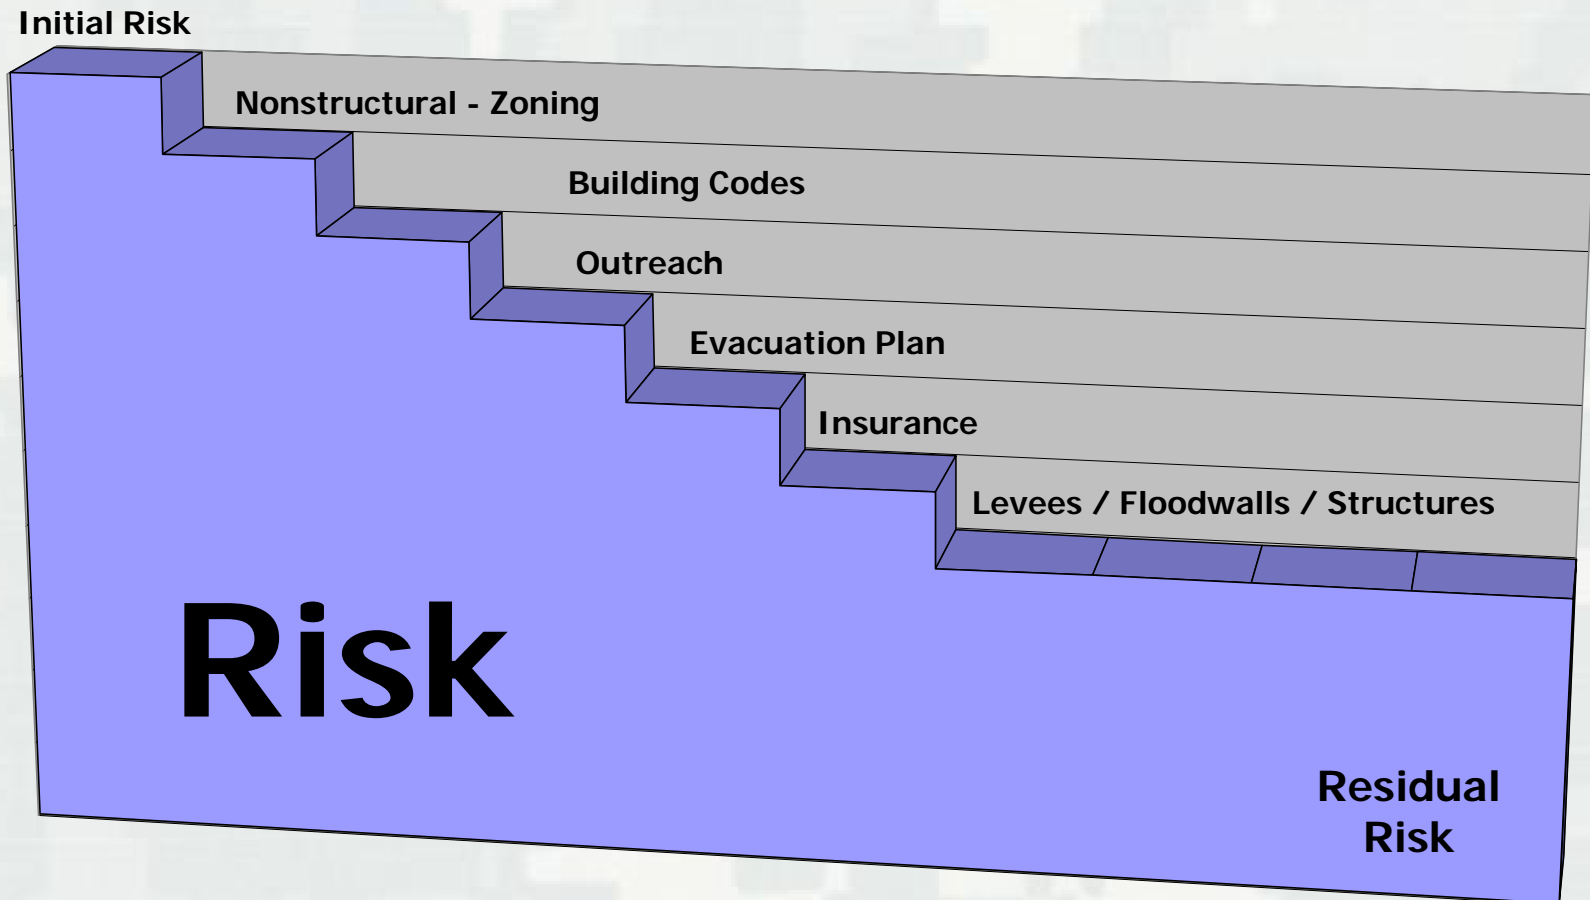 Initial Risk
Nonstructural - Zoning
Building Codes
Outreach
Evacuation Plan
Insurance
Levees / Floodwalls / Structures
Risk
Residual
Risk